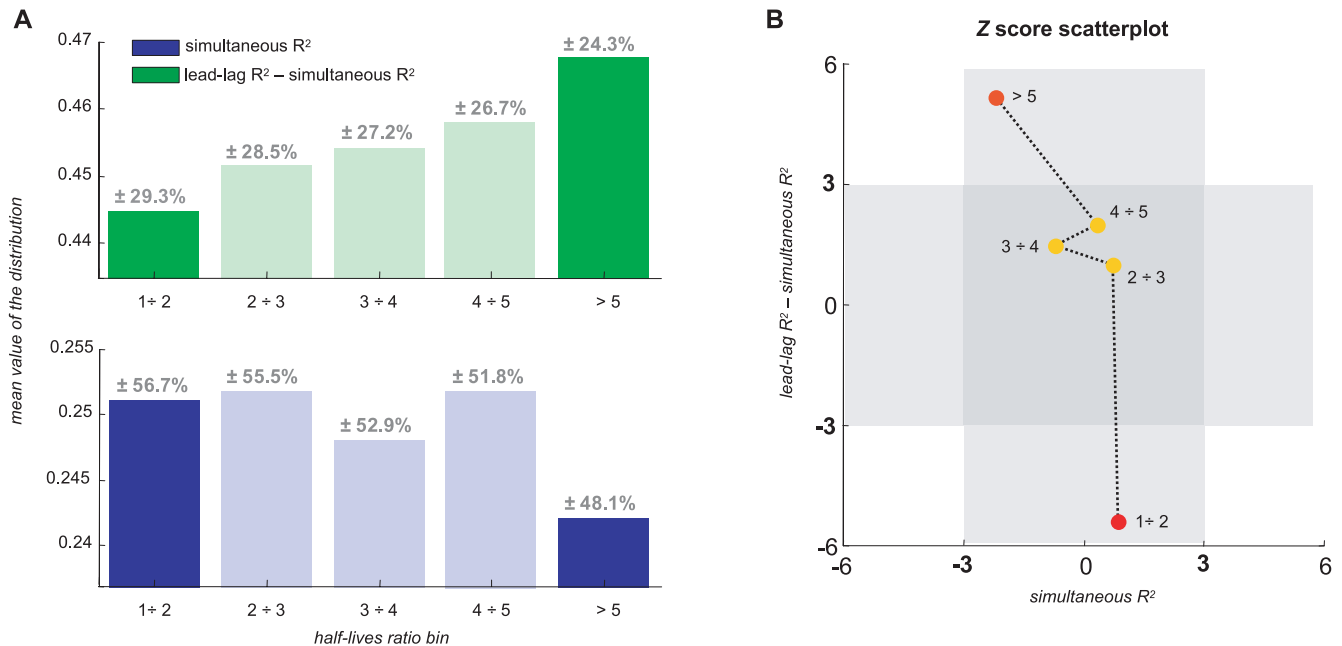 A
mean value of the distribution
simultaneous R²
lead-lag R² – simultaneous R²
0.47
0.46
0.45
0.44
± 29.3%
± 28.5%
± 27.2%
± 26.7%
± 24.3%
1÷ 2
2 ÷ 3
3 ÷ 4
4 ÷ 5
> 5
0.255
0.25
0.245
0.24
± 56.7%
± 55.5%
± 52.9%
± 51.8%
± 48.1%
1÷ 2
2 ÷ 3
3 ÷ 4
4 ÷ 5
> 5
half-lives ratio bin
B
Z score scatterplot
lead-lag R² – simultaneous R²
6
3
0
-3
-6
> 5
4 ÷ 5
3 ÷ 4
2 ÷ 3
1÷ 2
-6
-3
0
3
6
simultaneous R²